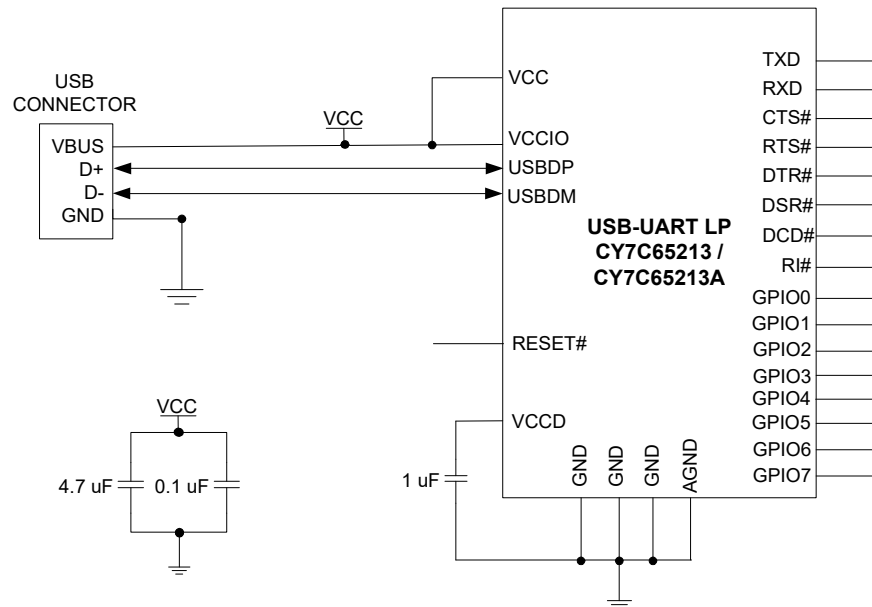 USB
CONNECTOR
VBUS
D+
D-
GND
VCC
VCC
VCCIO
USBDP
USBDM
RESET#
VCCD
USB-UART LP
CY7C65213 /
CY7C65213A
TXD
RXD
CTS#
RTS#
DTR#
DSR#
DCD#
RI#
GPIO0
GPIO1
GPIO2
GPIO3
GPIO4
GPIO5
GPIO6
GPIO7
GND
GND
GND
AGND
VCC
4.7 uF
0.1 uF
1 uF